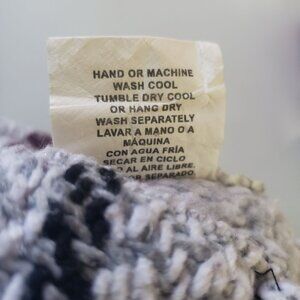 HAND OR MACHINE
WASH COOL
TUMBLE DRY COOL
OR HANG DRY
WASH SEPARATELY
LAVAR A MANO O A
MÁQUINA
CON AGUA FRÍA
SECAR EN CICLO
AL AIRE LIBRE.
SEPARADO.